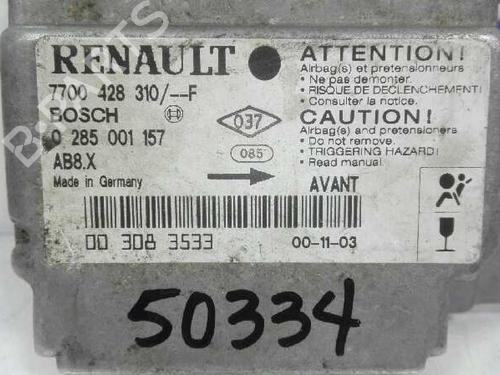 RENAULT
7700 428 310/--F
BOSCH
0 285 001 157
AB8.X
Made in Germany
037
085
AVANT
ATTENTION!
Airbag(s) et pretensionneurs
• Ne pas demonter.
• RISQUE DE DECLENCHEMENT!
• Consulter la notice.
CAUTION!
Airbag(s) and pretensioners
• Do not remove.
• TRIGGERING HAZARD!
• Read manual.
00 3D8 3533
00-11-03
50334